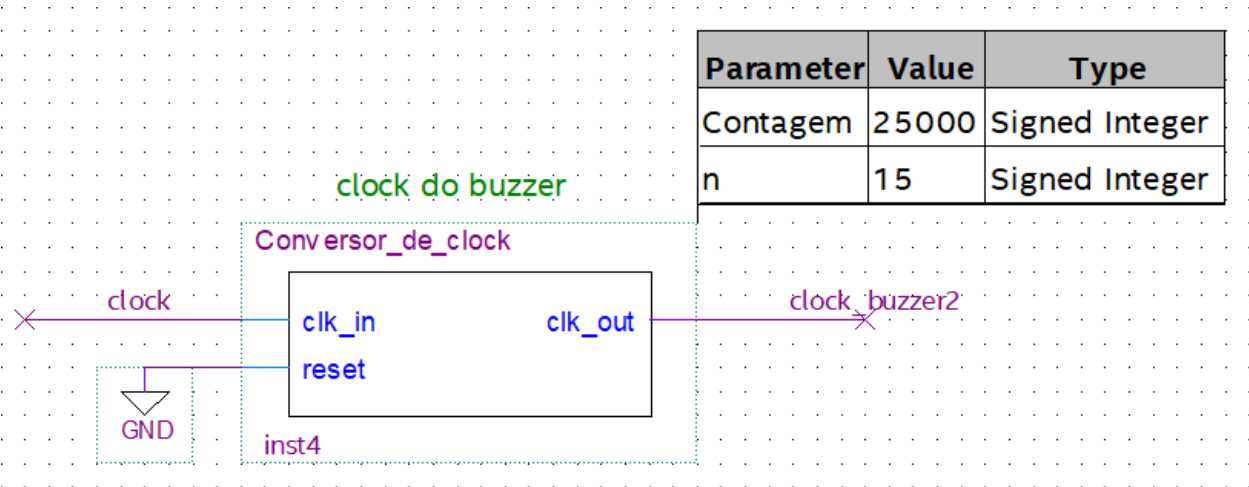 Parameter Value Type
Contagem 25000 Signed Integer
n 15 Signed Integer
clock do buzzer
Conversor_de_clock
clock
clk_in
clk_out
clock_buzzer2
reset
GND
inst4